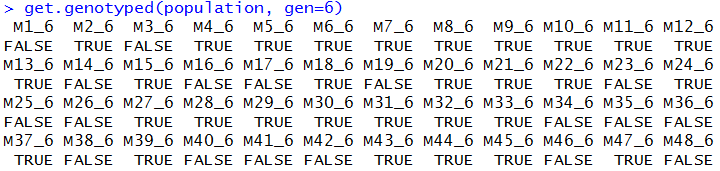 > get.genotyped(population, gen=6)
M1_6 M2_6 M3_6 M4_6 M5_6 M6_6 M7_6 M8_6 M9_6 M10_6 M11_6 M12_6
FALSE TRUE FALSE TRUE TRUE TRUE TRUE TRUE TRUE TRUE TRUE TRUE
M13_6 M14_6 M15_6 M16_6 M17_6 M18_6 M19_6 M20_6 M21_6 M22_6 M23_6 M24_6
TRUE FALSE TRUE FALSE FALSE TRUE FALSE TRUE TRUE TRUE FALSE TRUE
M25_6 M26_6 M27_6 M28_6 M29_6 M30_6 M31_6 M32_6 M33_6 M34_6 M35_6 M36_6
FALSE FALSE TRUE TRUE TRUE TRUE TRUE TRUE TRUE FALSE FALSE FALSE
M37_6 M38_6 M39_6 M40_6 M41_6 M42_6 M43_6 M44_6 M45_6 M46_6 M47_6 M48_6
TRUE FALSE TRUE FALSE FALSE FALSE TRUE TRUE TRUE FALSE TRUE FALSE